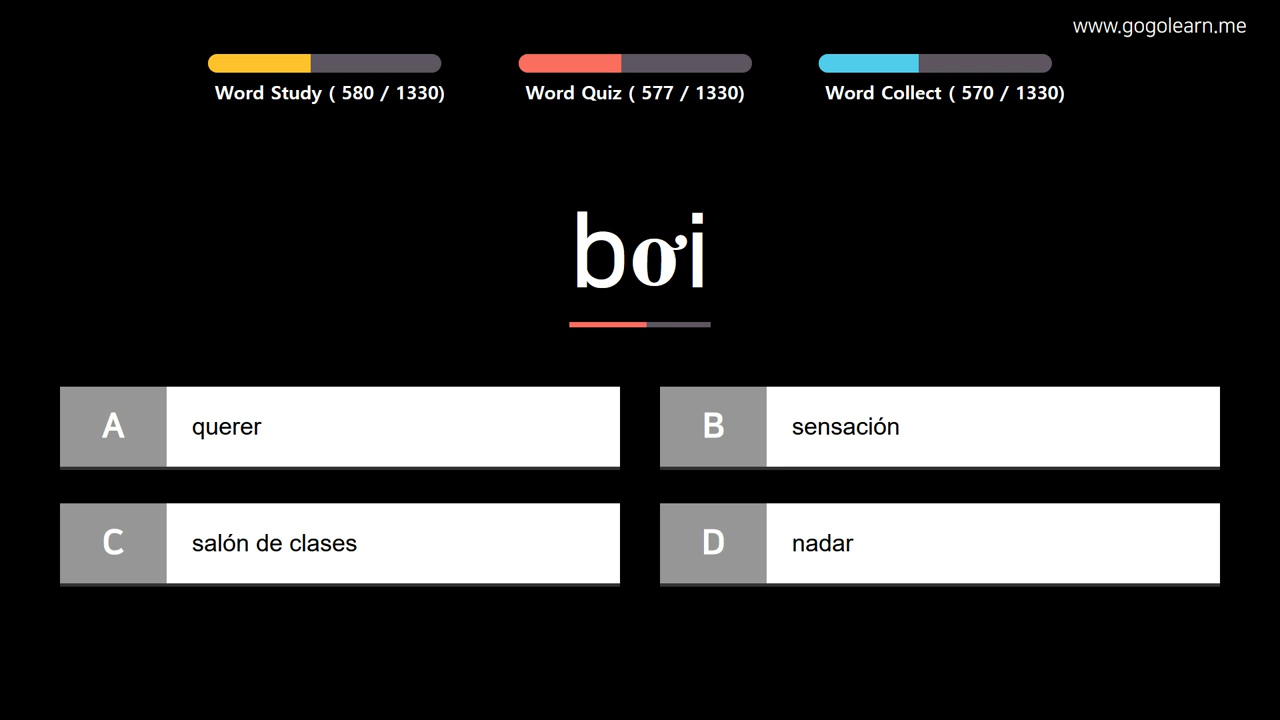 www.gogolearn.me
Word Study ( 580 / 1330)
Word Quiz ( 577 / 1330)
Word Collect ( 570 / 1330)
bơi
A querer
B sensación
C salón de clases
D nadar